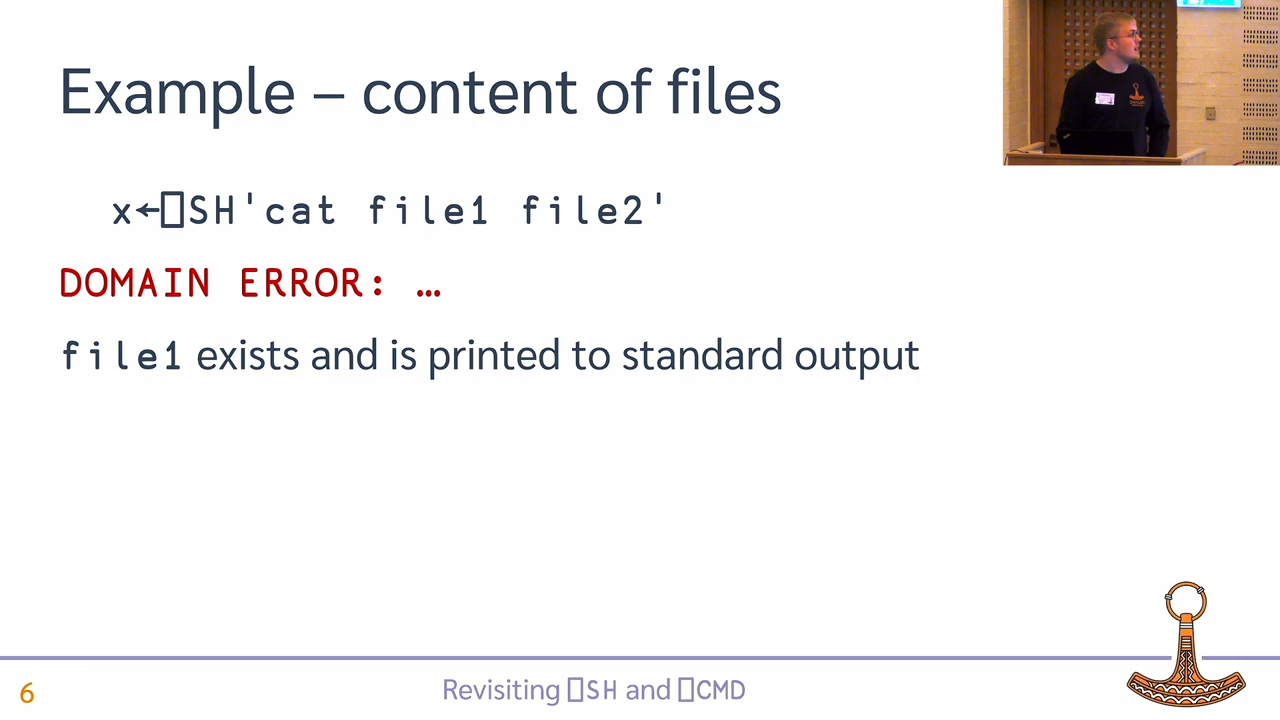 Example – content of files
x←⎕SH'cat file1 file2'
DOMAIN ERROR: …
file1 exists and is printed to standard output
6
Revisiting ⎕SH and ⎕CMD